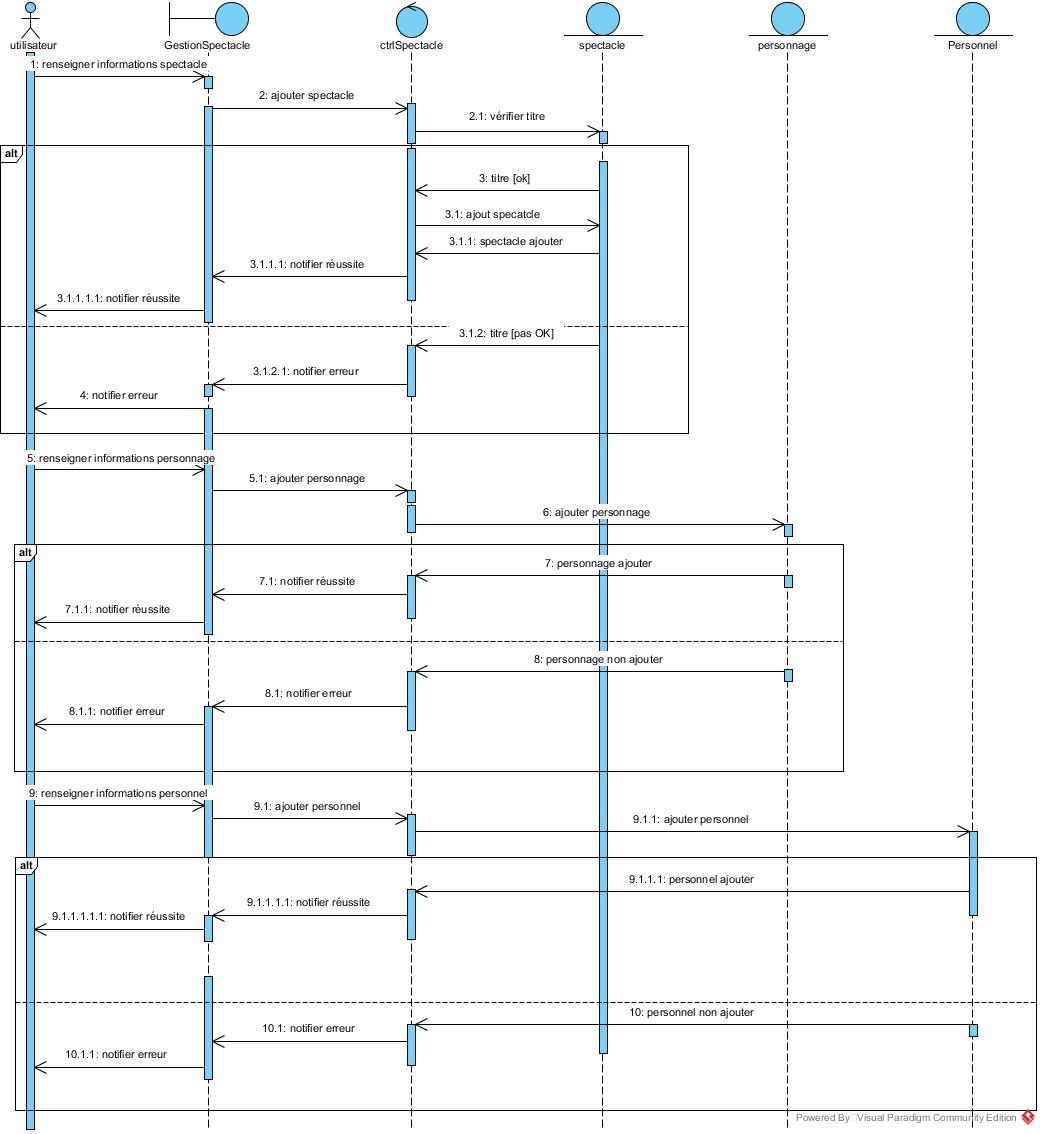 utilisateur
GestionSpectacle
ctrlSpectacle
spectacle
personnage
Personnel
1: renseigner informations spectacle
2: ajouter spectacle
2.1: vérifier titre
alt
3: titre [ok]
3.1: ajout specatcle
3.1.1: spectacle ajouter
3.1.1.1: notifier réussite
3.1.1.1.1: notifier réussite
3.1.2: titre [pas OK]
3.1.2.1: notifier erreur
4: notifier erreur
5: renseigner informations personnage
5.1: ajouter personnage
6: ajouter personnage
alt
7: personnage ajouter
7.1: notifier réussite
7.1.1: notifier réussite
8: personnage non ajouter
8.1: notifier erreur
8.1.1: notifier erreur
9: renseigner informations personnel
9.1: ajouter personnel
9.1.1: ajouter personnel
alt
9.1.1.1: personnel ajouter
9.1.1.1.1: notifier réussite
9.1.1.1.1.1: notifier réussite
10: personnel non ajouter
10.1: notifier erreur
10.1.1: notifier erreur
Powered By Visual Paradigm Community Edition